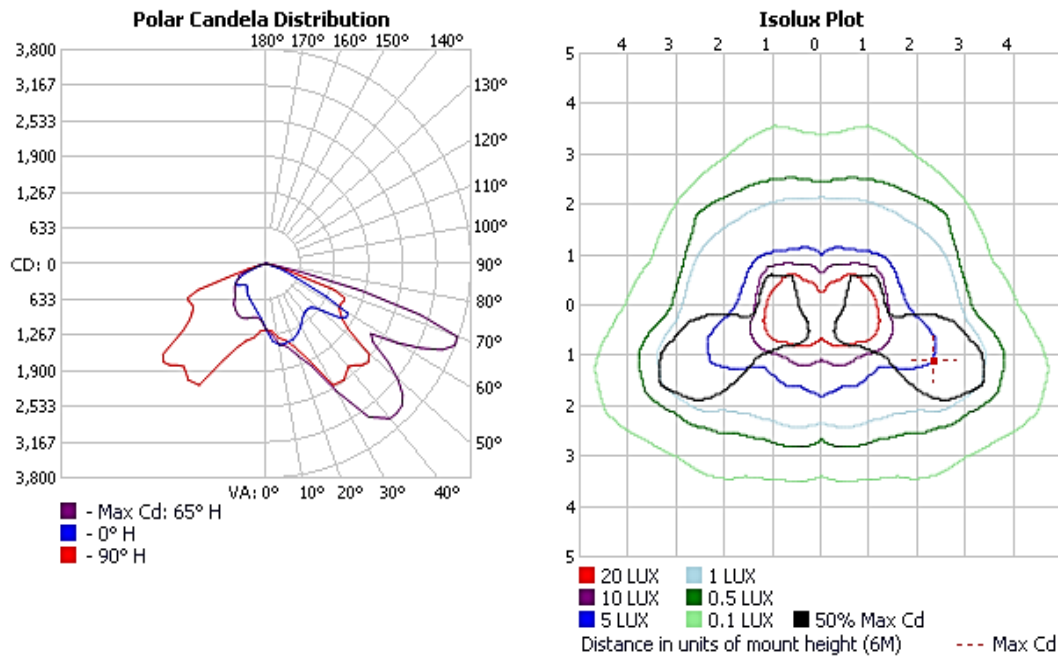 Polar Candela Distribution
180° 170° 160° 140°
3,800
3,167
130°
2,533
120°
1,900
110°
1,267
100°
633
CD: 0
90°
633
80°
1,267
70°
1,900
60°
2,533
3,167
50°
3,800
VA: 0° 10° 20° 30° 40°
- Max Cd: 65° H
- 0° H
- 90° H
Isolux Plot
4 3 2 1 0 1 2 3 4
5
4
3
2
1
0
1
2
3
4
5
20 LUX 1 LUX
10 LUX 0.5 LUX
5 LUX 0.1 LUX 50% Max Cd
Distance in units of mount height (6M) --- Max Cd